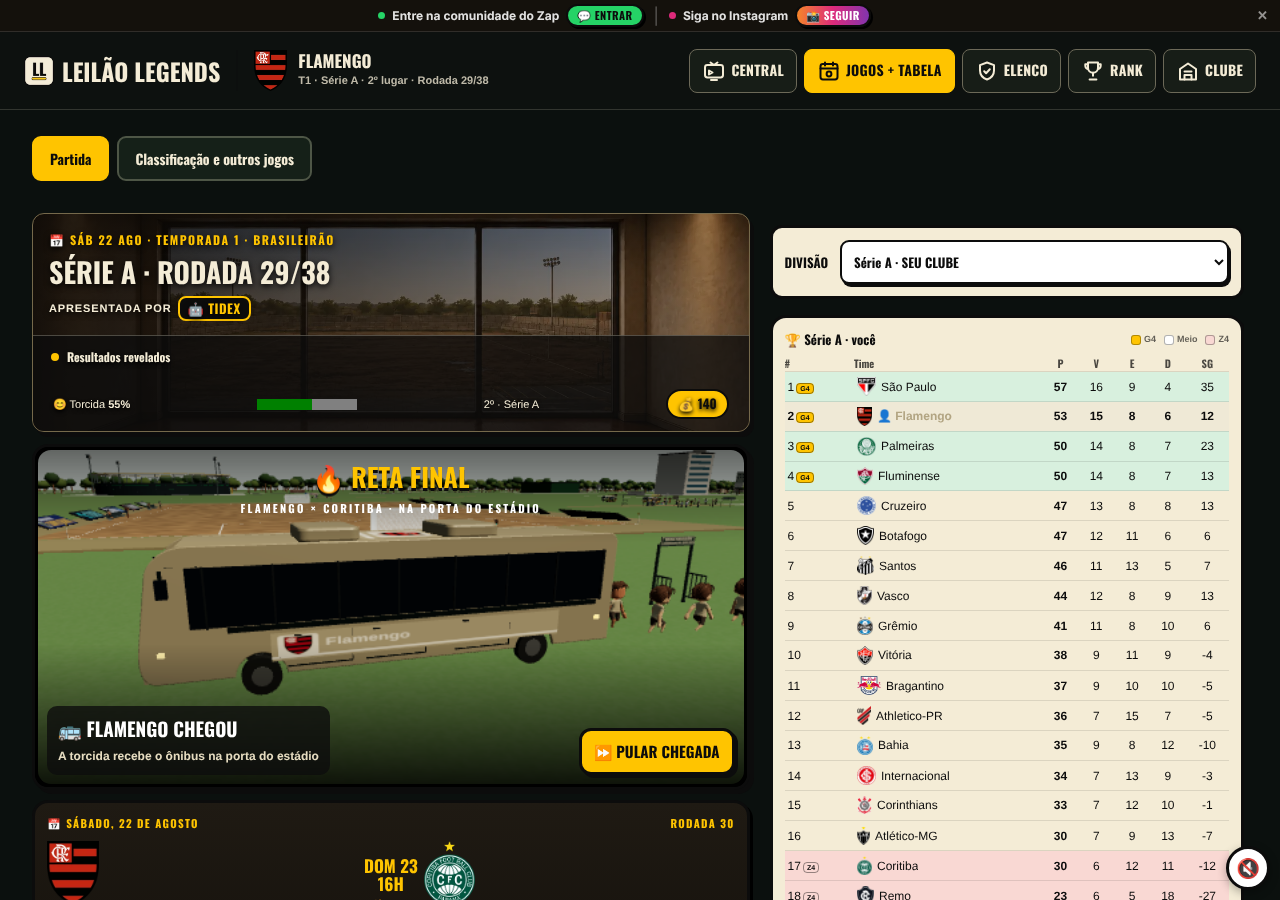 Entre na comunidade do Zap 💬 ENTRAR Siga no Instagram 📸 SEGUIR ✕
LEILÃO LEGENDS
FLAMENGO
T1 · Série A · 2º lugar · Rodada 29/38
CENTRAL
JOGOS + TABELA
ELENCO
RANK
CLUBE
Partida
Classificação e outros jogos
📅 SÁB 22 AGO · TEMPORADA 1 · BRASILEIRÃO
SÉRIE A · RODADA 29/38
APRESENTADA POR 🤖 TIDEX
Resultados revelados
😊 Torcida 55%
2º · Série A
💰 140
🔥 RETA FINAL
FLAMENGO × CORITIBA · NA PORTA DO ESTÁDIO
Flamengo
🚌 FLAMENGO CHEGOU
A torcida recebe o ônibus na porta do estádio
⏩ PULAR CHEGADA
📅 SÁBADO, 22 DE AGOSTO
RODADA 30
DOM 23
16H
CFC
DIVISÃO
Série A · SEU CLUBE
🏆 Série A · você
G4 Meio Z4
# Time P V E D SG
1 G4 São Paulo 57 16 9 4 35
2 G4 👤 Flamengo 53 15 8 6 12
3 G4 Palmeiras 50 14 8 7 23
4 G4 Fluminense 50 14 8 7 13
5 Cruzeiro 47 13 8 8 13
6 Botafogo 47 12 11 6 6
7 Santos 46 11 13 5 7
8 Vasco 44 12 8 9 13
9 Grêmio 41 11 8 10 6
10 Vitória 38 9 11 9 -4
11 Bragantino 37 9 10 10 -5
12 Athletico-PR 36 7 15 7 -5
13 Bahia 35 9 8 12 -10
14 Internacional 34 7 13 9 -3
15 Corinthians 33 7 12 10 -1
16 Atlético-MG 30 7 9 13 -7
17 Z4 Coritiba 30 6 12 11 -12
18 Z4 Remo 23 6 5 18 -27